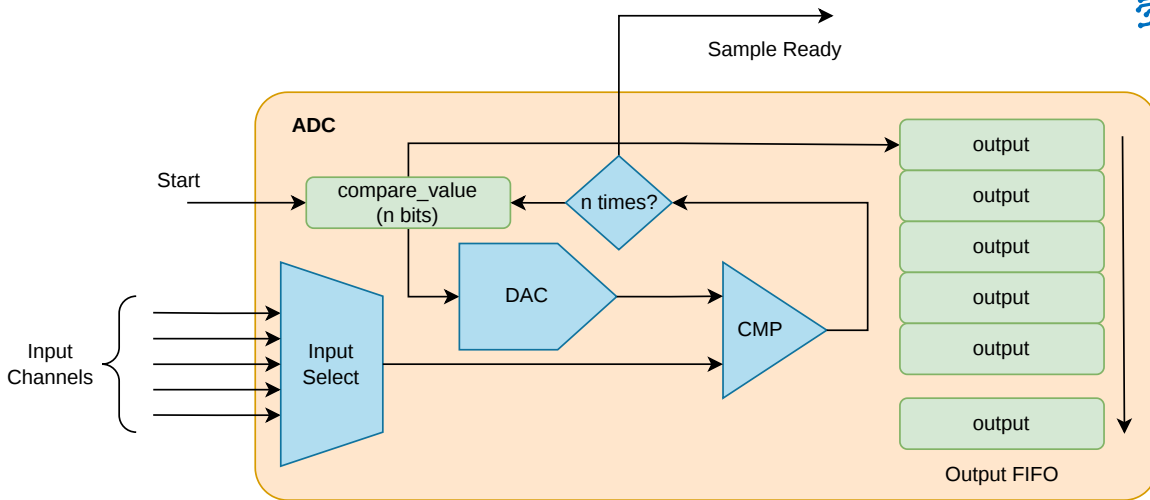 Sample Ready
ADC
Start
compare_value
(n bits)
n times?
DAC
CMP
Input
Channels
Input
Select
output
output
output
output
output
output
Output FIFO